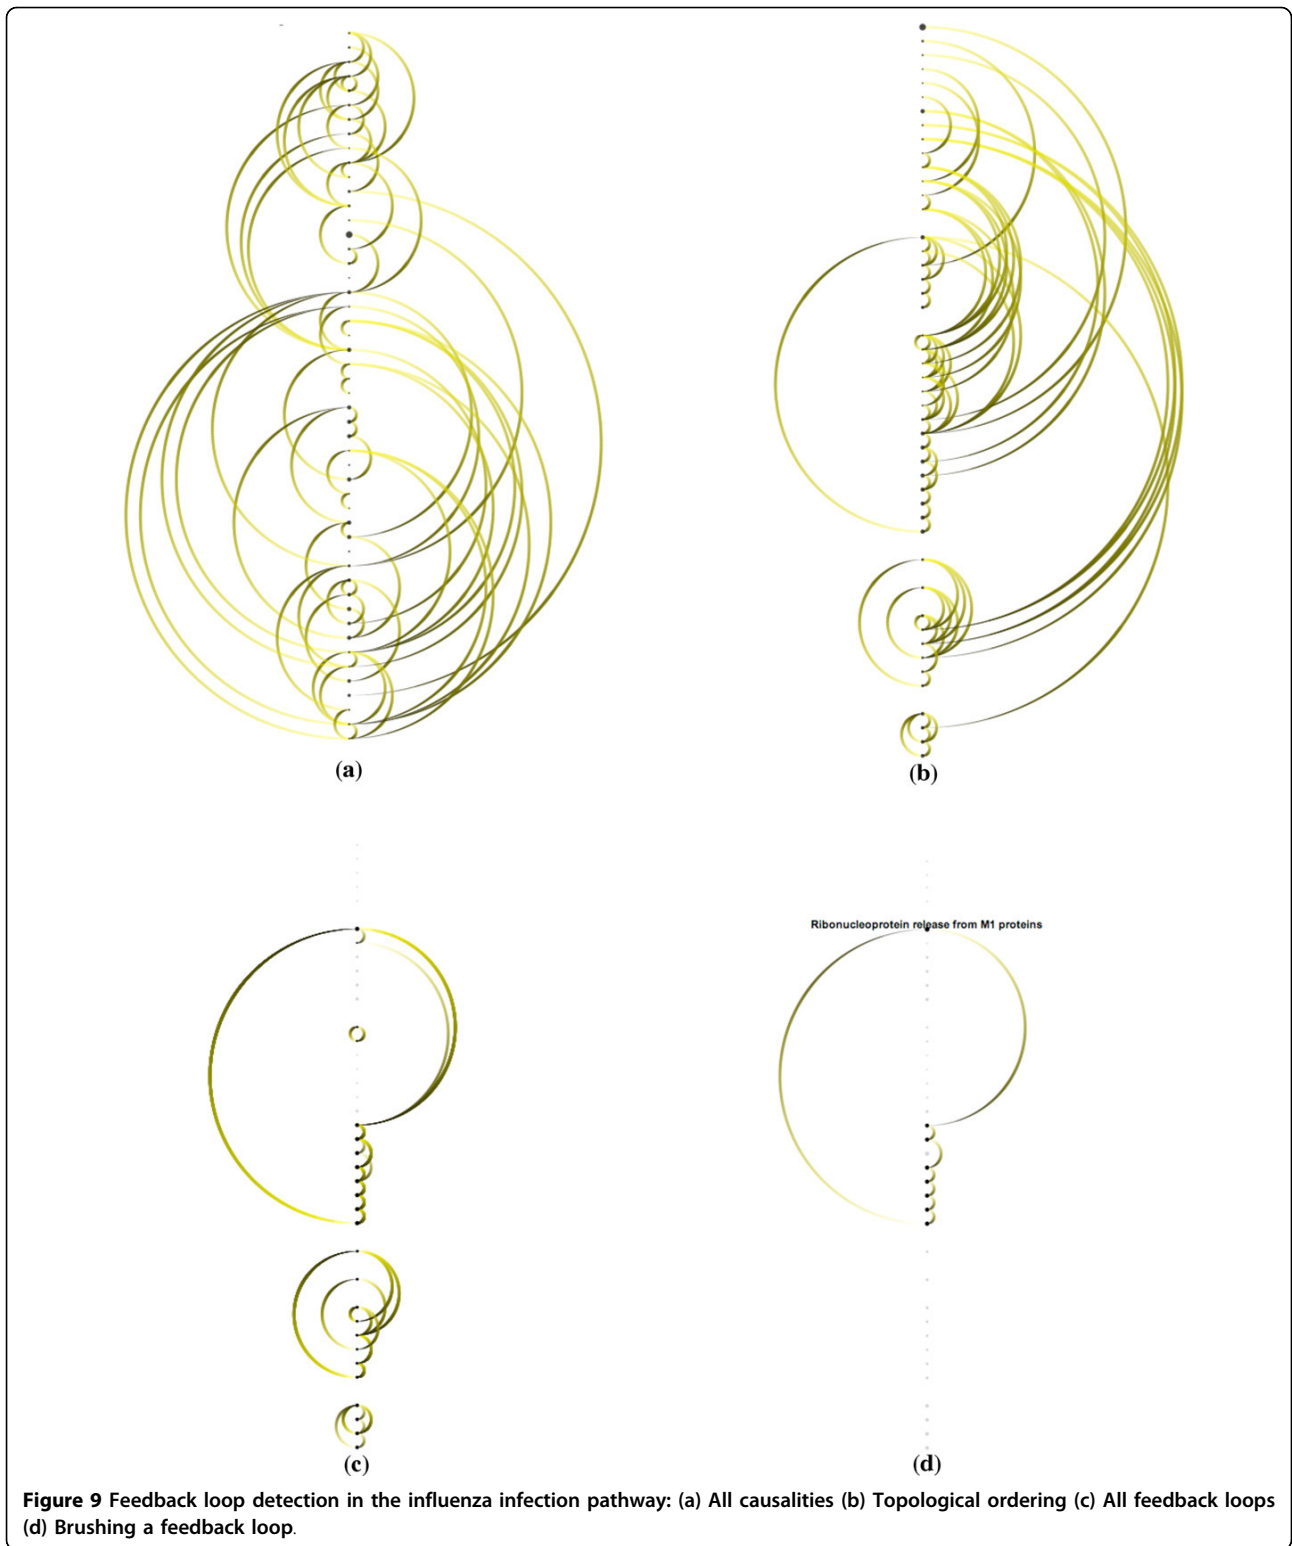 (a)
(b)
Ribonucleoprotein release from M1 proteins
(c)
(d)
Figure 9 Feedback loop detection in the influenza infection pathway: (a) All causalities (b) Topological ordering (c) All feedback loops
(d) Brushing a feedback loop.